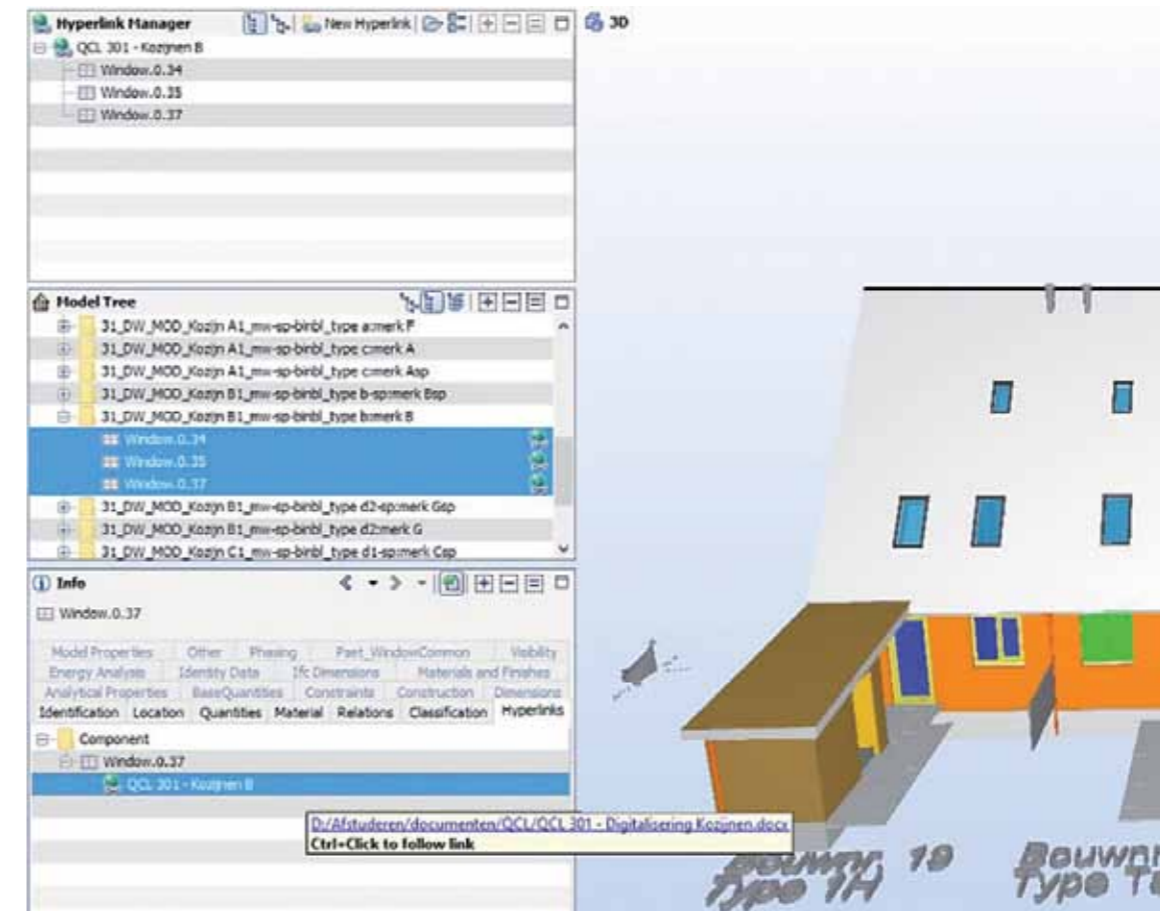 Hyperlink Manager
New Hyperlink
QCL 301 - Kozijnen B
Window.0.34
Window.0.35
Window.0.37
3D
Model Tree
31_DW_MOD_Kozijn A1_mw-sp-binbl_type a:merk F
31_DW_MOD_Kozijn A1_mw-sp-binbl_type c:merk A
31_DW_MOD_Kozijn A1_mw-sp-binbl_type c:merk Asp
31_DW_MOD_Kozijn B1_mw-sp-binbl_type b-sp:merk Bsp
31_DW_MOD_Kozijn B1_mw-sp-binbl_type b:merk B
Window.0.34
Window.0.35
Window.0.37
31_DW_MOD_Kozijn B1_mw-sp-binbl_type d2-sp:merk Gsp
31_DW_MOD_Kozijn B1_mw-sp-binbl_type d2:merk G
31_DW_MOD_Kozijn C1_mw-sp-binbl_type d1-sp:merk Csp
Info
Window.0.37
Model Properties Other Phasing Pset_WindowCommon Visibility
Energy Analysis Identity Data Ifc Dimensions Materials and Finishes
Analytical Properties BaseQuantities Constraints Construction Dimensions
Identification Location Quantities Material Relations Classification Hyperlinks
Component
Window.0.37
QCL 301 - Kozijnen B
D:/Afstuderen/documenten/QCL/QCL 301 - Digitalisering Kozijnen.docx
Ctrl+Click to follow link
Bouwnr. 19
Type 1H
Bouwnr
Type